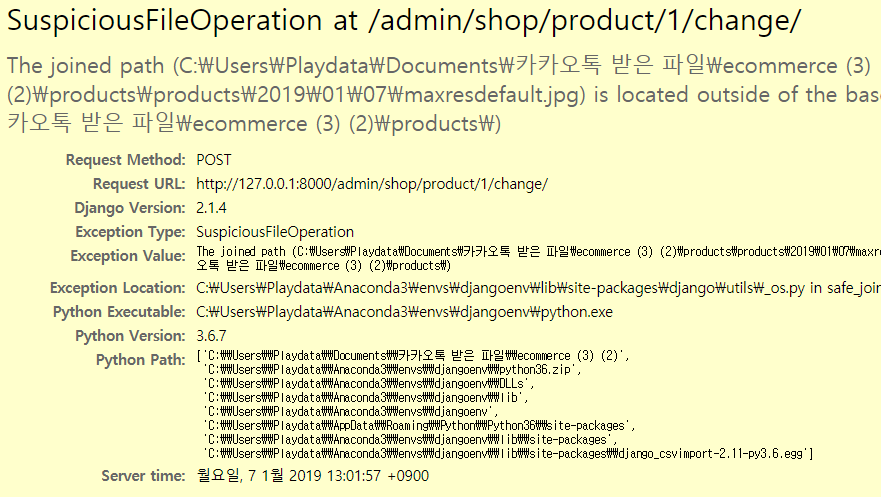 SuspiciousFileOperation at /admin/shop/product/1/change/
The joined path (C:₩Users₩Playdata₩Documents₩카카오톡 받은 파일₩ecommerce (3)
(2)₩products₩products₩2019₩01₩07₩maxresdefault.jpg) is located outside of the base
카오톡 받은 파일₩ecommerce (3) (2)₩products₩)
Request Method: POST
Request URL: http://127.0.0.1:8000/admin/shop/product/1/change/
Django Version: 2.1.4
Exception Type: SuspiciousFileOperation
Exception Value: The joined path (C:₩Users₩Playdata₩Documents₩카카오톡 받은 파일₩ecommerce (3) (2)₩products₩products₩2019₩01₩07₩maxre
오톡 받은 파일₩ecommerce (3) (2)₩products₩)
Exception Location: C:₩Users₩Playdata₩Anaconda3₩envs₩djangoenv₩lib₩site-packages₩django₩utils₩_os.py in safe_join
Python Executable: C:₩Users₩Playdata₩Anaconda3₩envs₩djangoenv₩python.exe
Python Version: 3.6.7
Python Path: ['C:₩₩Users₩₩Playdata₩₩Documents₩₩카카오톡 받은 파일₩₩ecommerce (3) (2)',
'C:₩₩Users₩₩Playdata₩₩Anaconda3₩₩envs₩₩djangoenv₩₩python36.zip',
'C:₩₩Users₩₩Playdata₩₩Anaconda3₩₩envs₩₩djangoenv₩₩DLLs',
'C:₩₩Users₩₩Playdata₩₩Anaconda3₩₩envs₩₩djangoenv₩₩lib',
'C:₩₩Users₩₩Playdata₩₩Anaconda3₩₩envs₩₩djangoenv',
'C:₩₩Users₩₩Playdata₩₩AppData₩₩Roaming₩₩Python₩₩Python36₩₩site-packages',
'C:₩₩Users₩₩Playdata₩₩Anaconda3₩₩envs₩₩djangoenv₩₩lib₩₩site-packages',
'C:₩₩Users₩₩Playdata₩₩Anaconda3₩₩envs₩₩djangoenv₩₩lib₩₩site-packages₩₩django_csvimport-2.11-py3.6.egg']
Server time: 월요일, 7 1월 2019 13:01:57 +0900